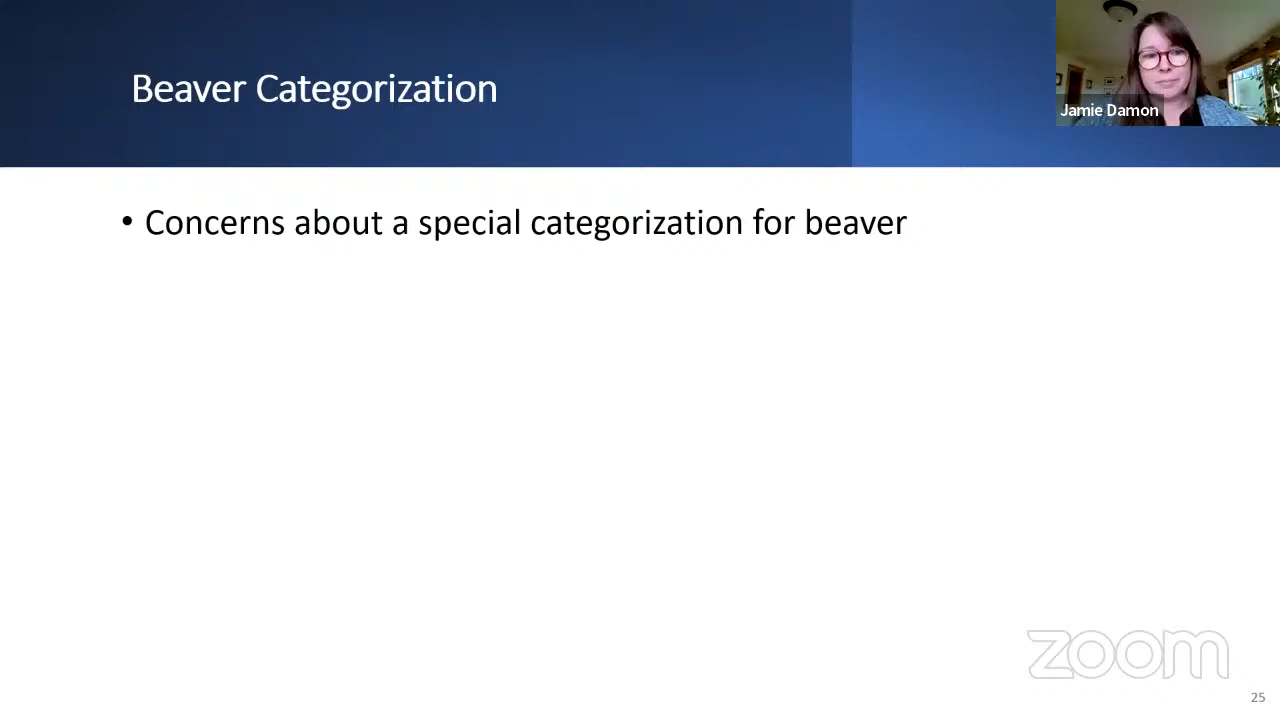 Beaver Categorization
Jamie Damon
• Concerns about a special categorization for beaver
zoom
25